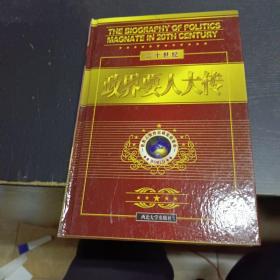 THE BIOGRAPHY OF POLITICS
MAGNATE IN 20TH CENTURY
二十世纪
政界要人大传
西北大学出版社